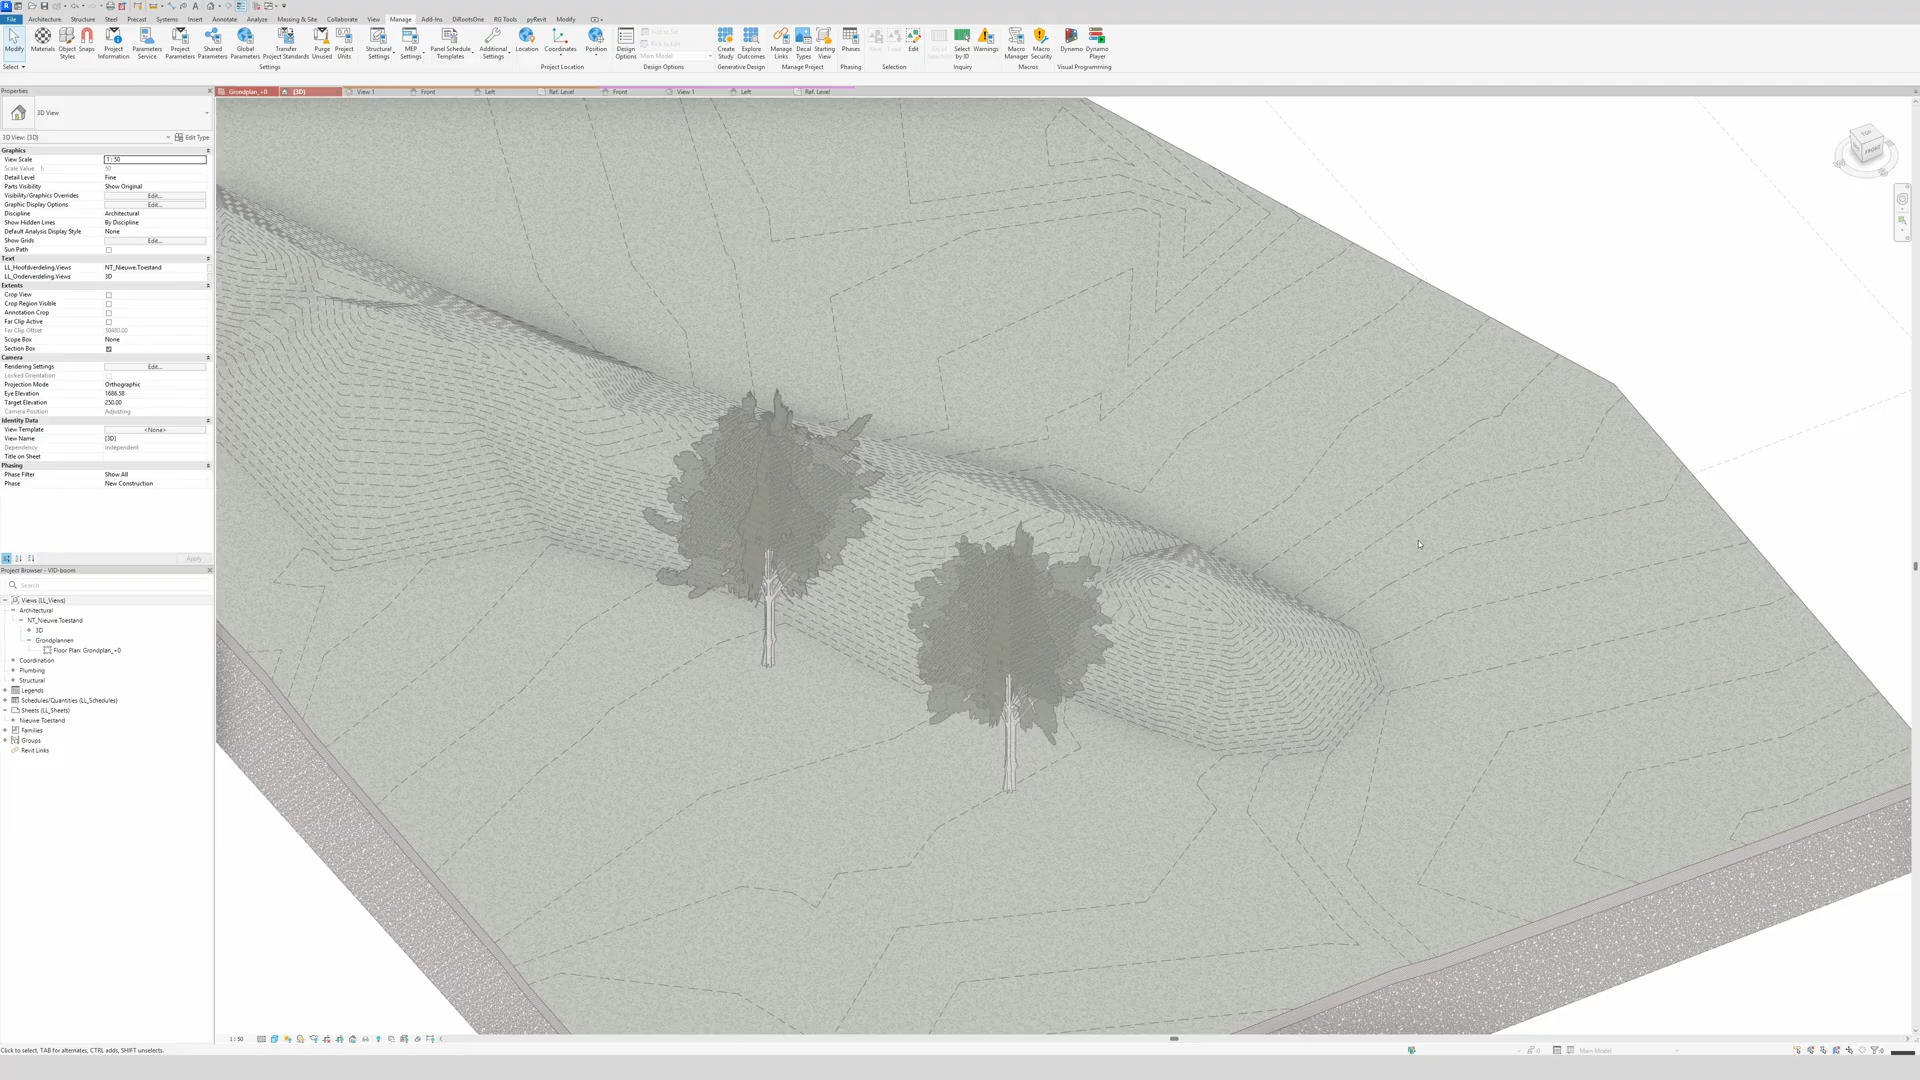 File Architecture Structure Steel Precast Systems Insert Annotate Analyze Massing & Site Collaborate View Manage Add-Ins DiRootsOne RG Tools pyRevit Modify
Modify Materials Object Styles Snaps Project Information Parameters Service Project Parameters Shared Parameters Global Parameters Transfer Project Standards Purge Unused Project Units Structural Settings MEP Settings Panel Schedule Templates Additional Settings Location Coordinates Position Design Options Add to Set Pick to Edit Main Model Create Study Explore Outcomes Manage Links Decal Types Starting View Phases Save Load Edit Select by ID Warnings Macro Manager Macro Security Dynamo Dynamo Player
Select Settings Project Location Design Options Generative Design Manage Project Phasing Selection Inquiry Macros Visual Programming
Properties
Grondplan_+0 {3D} View 1 Front Left Ref. Level Front View 1 Left Ref. Level
3D View
3D View: {3D} Edit Type
Graphics
View Scale 1 : 50
Scale Value 1: 50
Detail Level Fine
Parts Visibility Show Original
Visibility/Graphics Overrides Edit...
Graphic Display Options Edit...
Discipline Architectural
Show Hidden Lines By Discipline
Default Analysis Display Style None
Show Grids Edit...
Sun Path
Text
LL_Hoofdverdeling.Views NT_Nieuwe.Toestand
LL_Onderverdeling.Views 3D
Extents
Crop View
Crop Region Visible
Annotation Crop
Far Clip Active
Far Clip Offset 30480.00
Scope Box None
Section Box
Camera
Rendering Settings Edit...
Locked Orientation
Projection Mode Orthographic
Eye Elevation 1686.58
Target Elevation 250.00
Camera Position Adjusting
Identity Data
View Template <None>
View Name {3D}
Dependency Independent
Title on Sheet
Phasing
Phase Filter Show All
Phase New Construction
Apply
Project Browser - VID-boom
Search
Views (LL_Views)
Architectural
NT_Nieuwe.Toestand
3D
Grondplannen
Floor Plan: Grondplan_+0
Coordination
Plumbing
Structural
Legends
Schedules/Quantities (LL_Schedules)
Sheets (LL_Sheets)
Nieuwe Toestand
Families
Groups
Revit Links
TOP
FRONT
1 : 50
Click to select, TAB for alternates, CTRL adds, SHIFT unselects.
Main Model